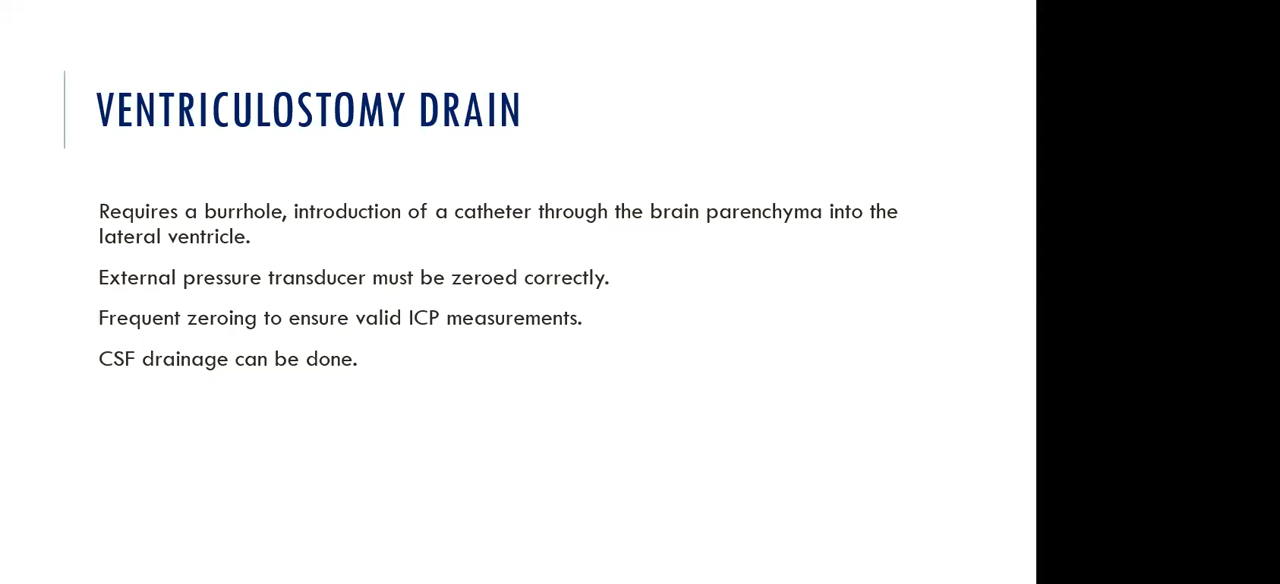 VENTRICULOSTOMY DRAIN
Requires a burrhole, introduction of a catheter through the brain parenchyma into the
lateral ventricle.
External pressure transducer must be zeroed correctly.
Frequent zeroing to ensure valid ICP measurements.
CSF drainage can be done.